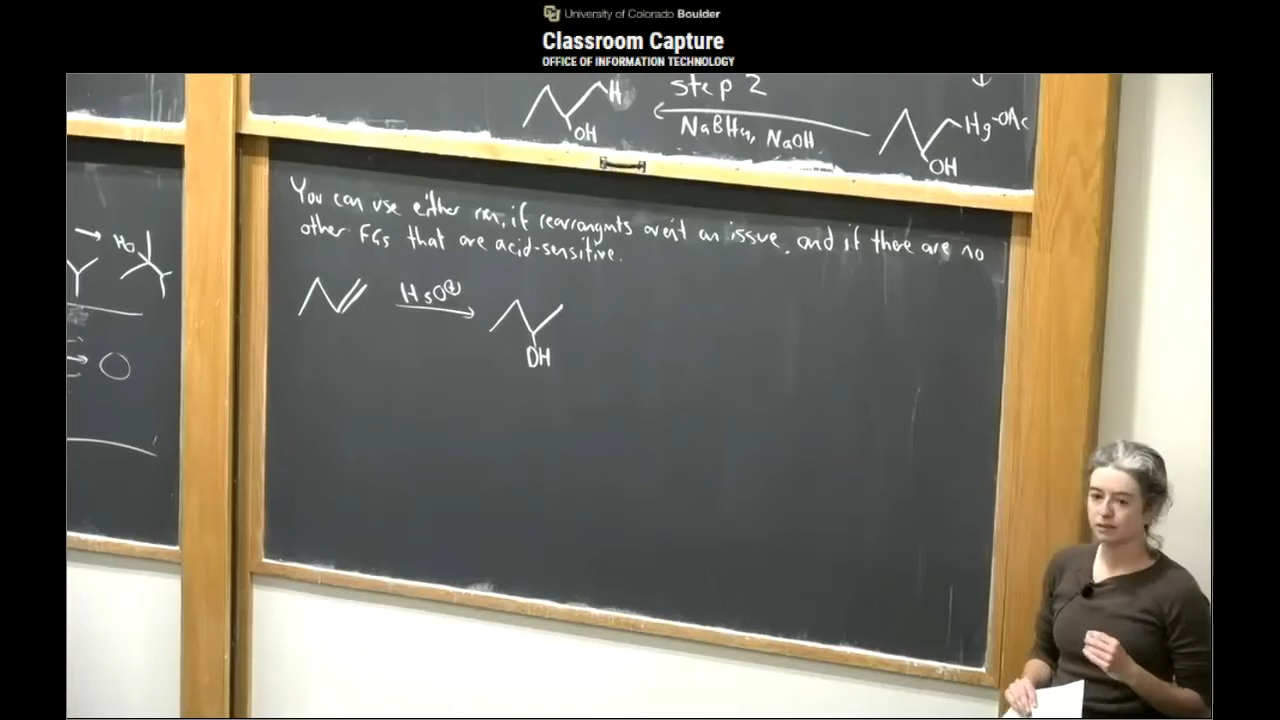 University of Colorado Boulder
Classroom Capture
OFFICE OF INFORMATION TECHNOLOGY
H
OH
step 2
NaBH4, NaOH
Hg-OAc
OH
You can use either rxn, if rearrangmts aren't an issue, and if there are no
other FGs that are acid-sensitive.
HO
H3O⊕
OH